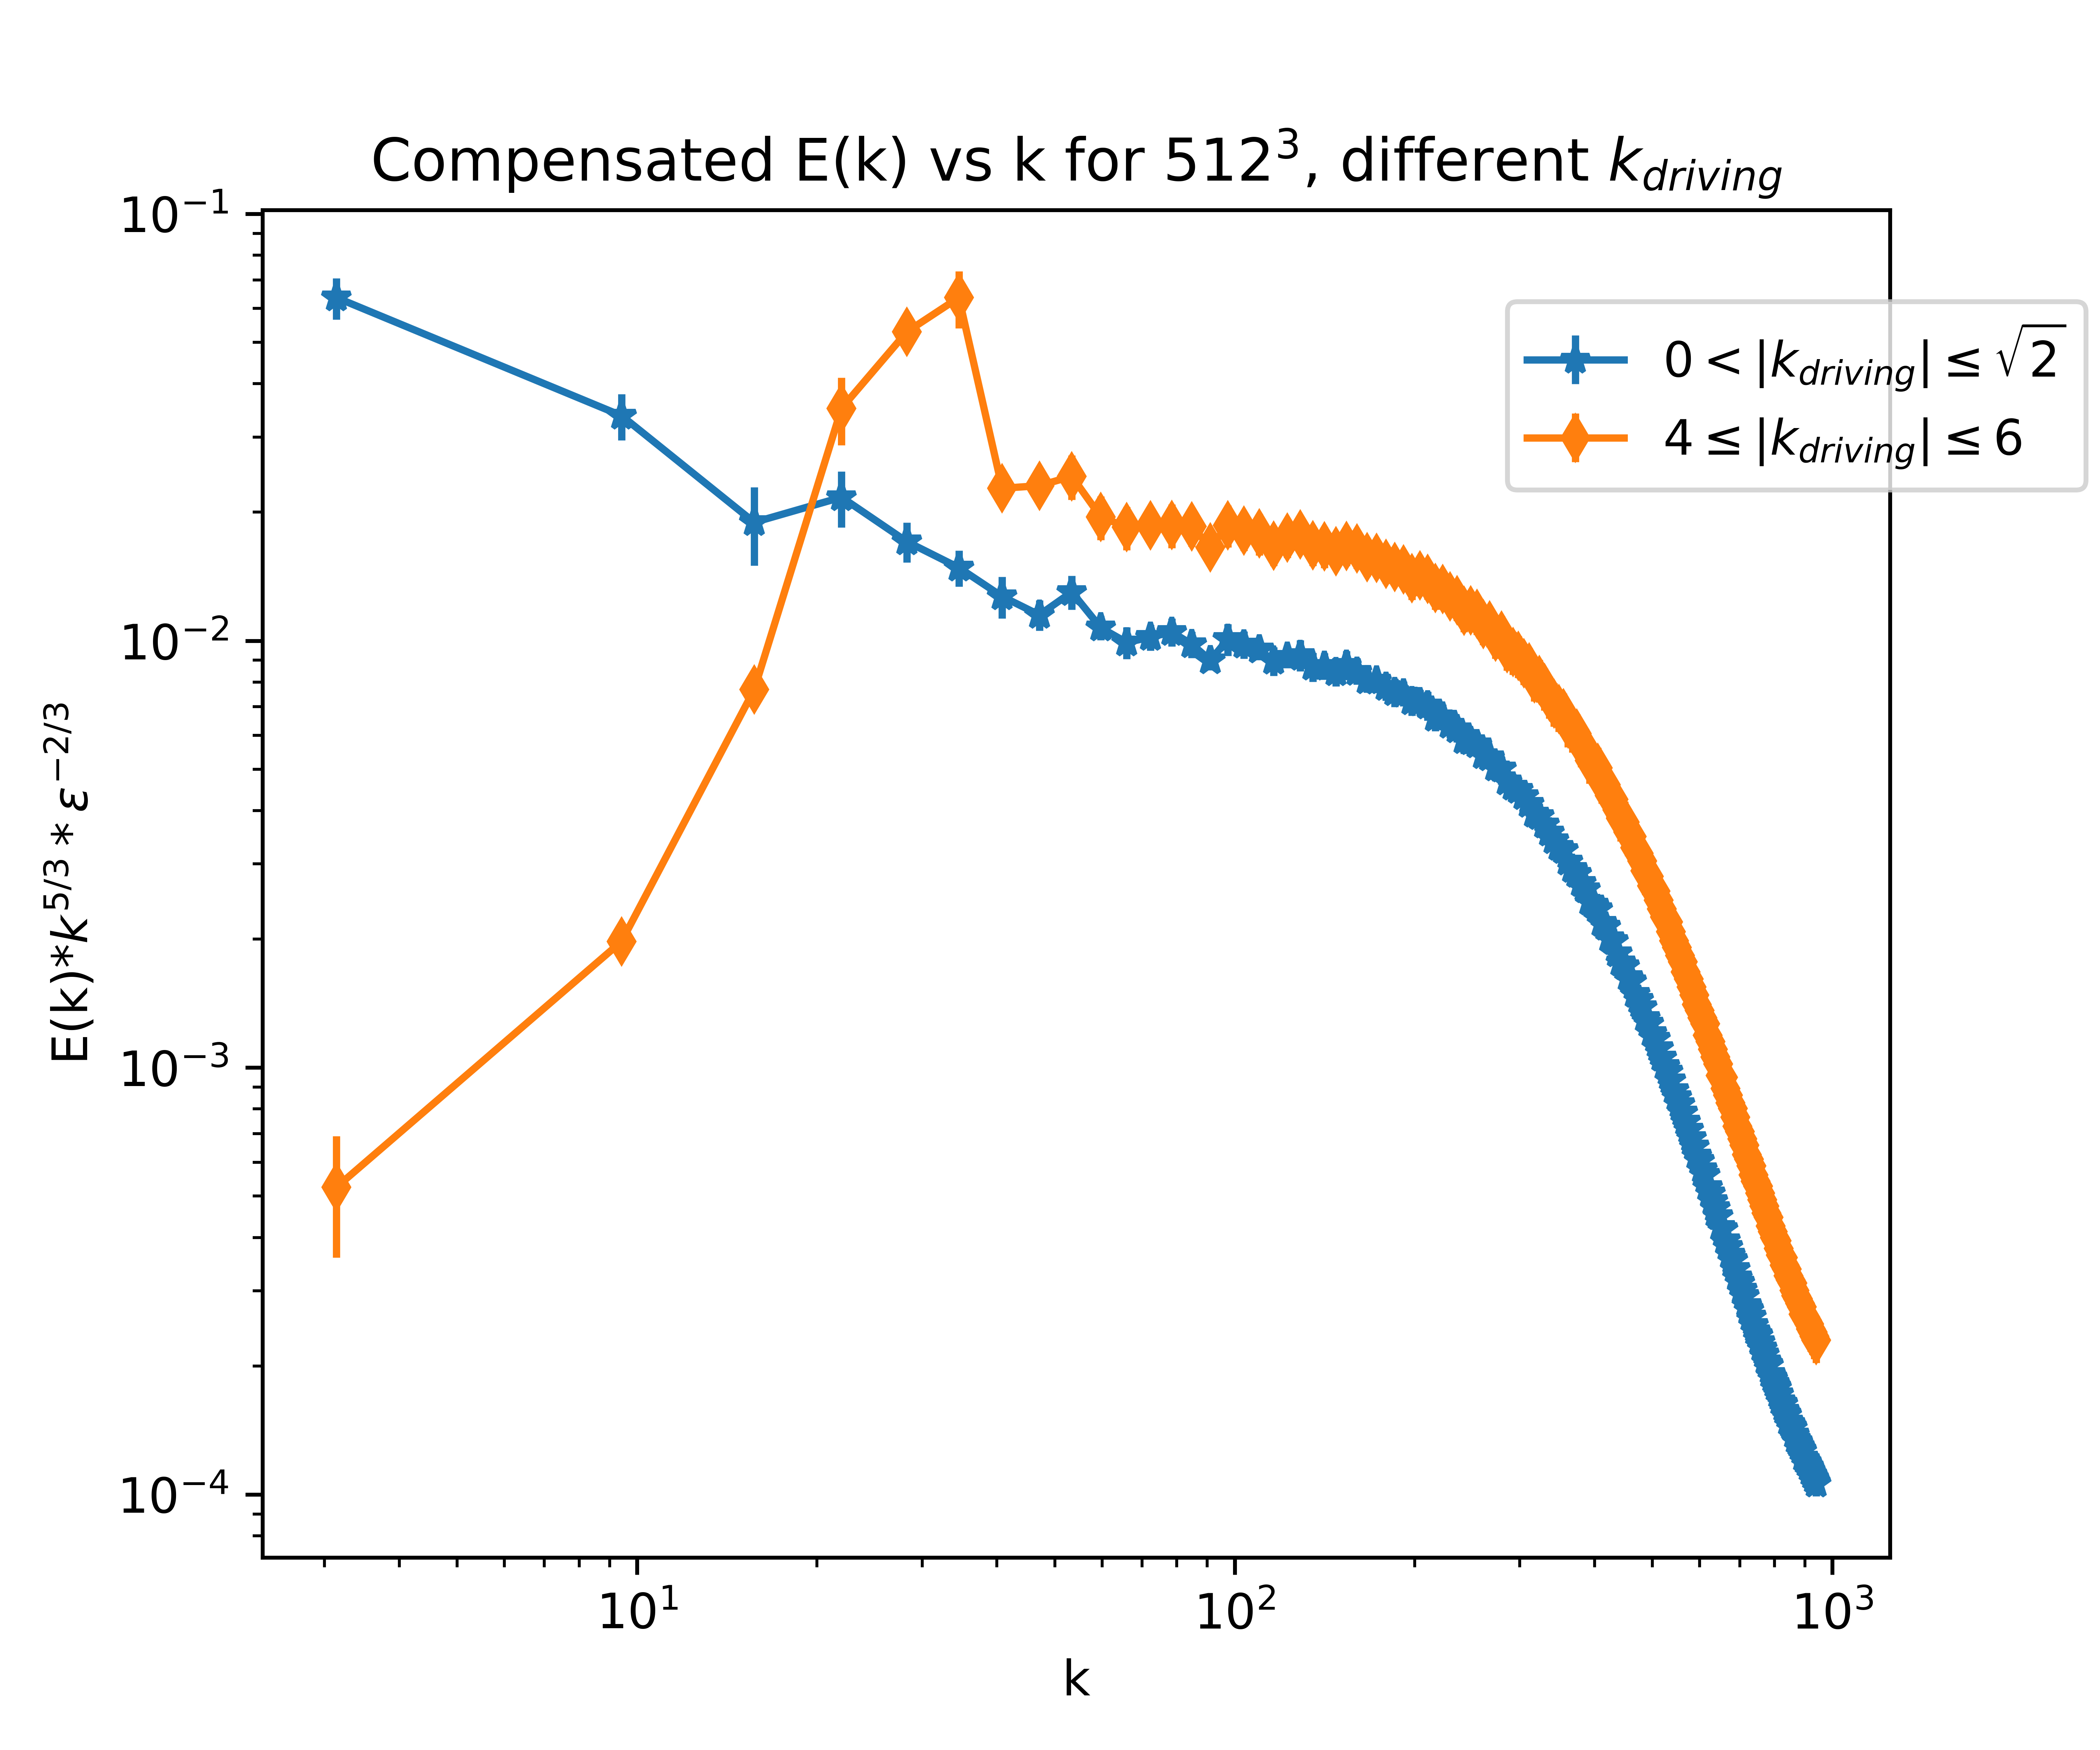 Compensated E(k) vs k for 512³, different k_driving
10⁻¹
0 < |k_driving| ≤ √2
4 ≤ |k_driving| ≤ 6
10⁻²
E(k)*k^{5/3} * ε^{−2/3}
10⁻³
10⁻⁴
10¹ 10² 10³
k